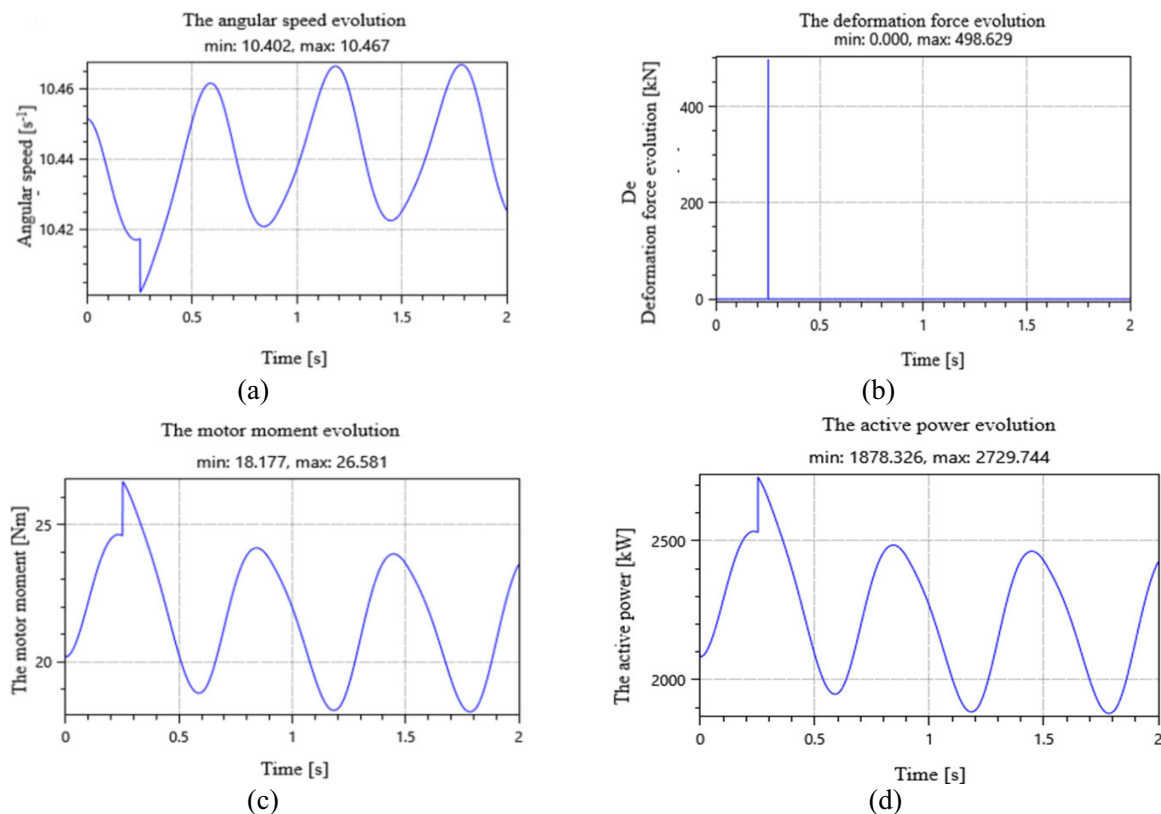 The angular speed evolution
min: 10.402, max: 10.467
Angular speed [s⁻¹]
10.46
10.44
10.42
0
0.5
1
1.5
2
Time [s]
(a)
The deformation force evolution
min: 0.000, max: 498.629
De
Deformation force evolution [kN]
400
200
0
0
0.5
1
1.5
2
Time [s]
(b)
The motor moment evolution
min: 18.177, max: 26.581
The motor moment [Nm]
25
20
0
0.5
1
1.5
2
Time [s]
(c)
The active power evolution
min: 1878.326, max: 2729.744
The active power [kW]
2500
2000
0
0.5
1
1.5
2
Time [s]
(d)